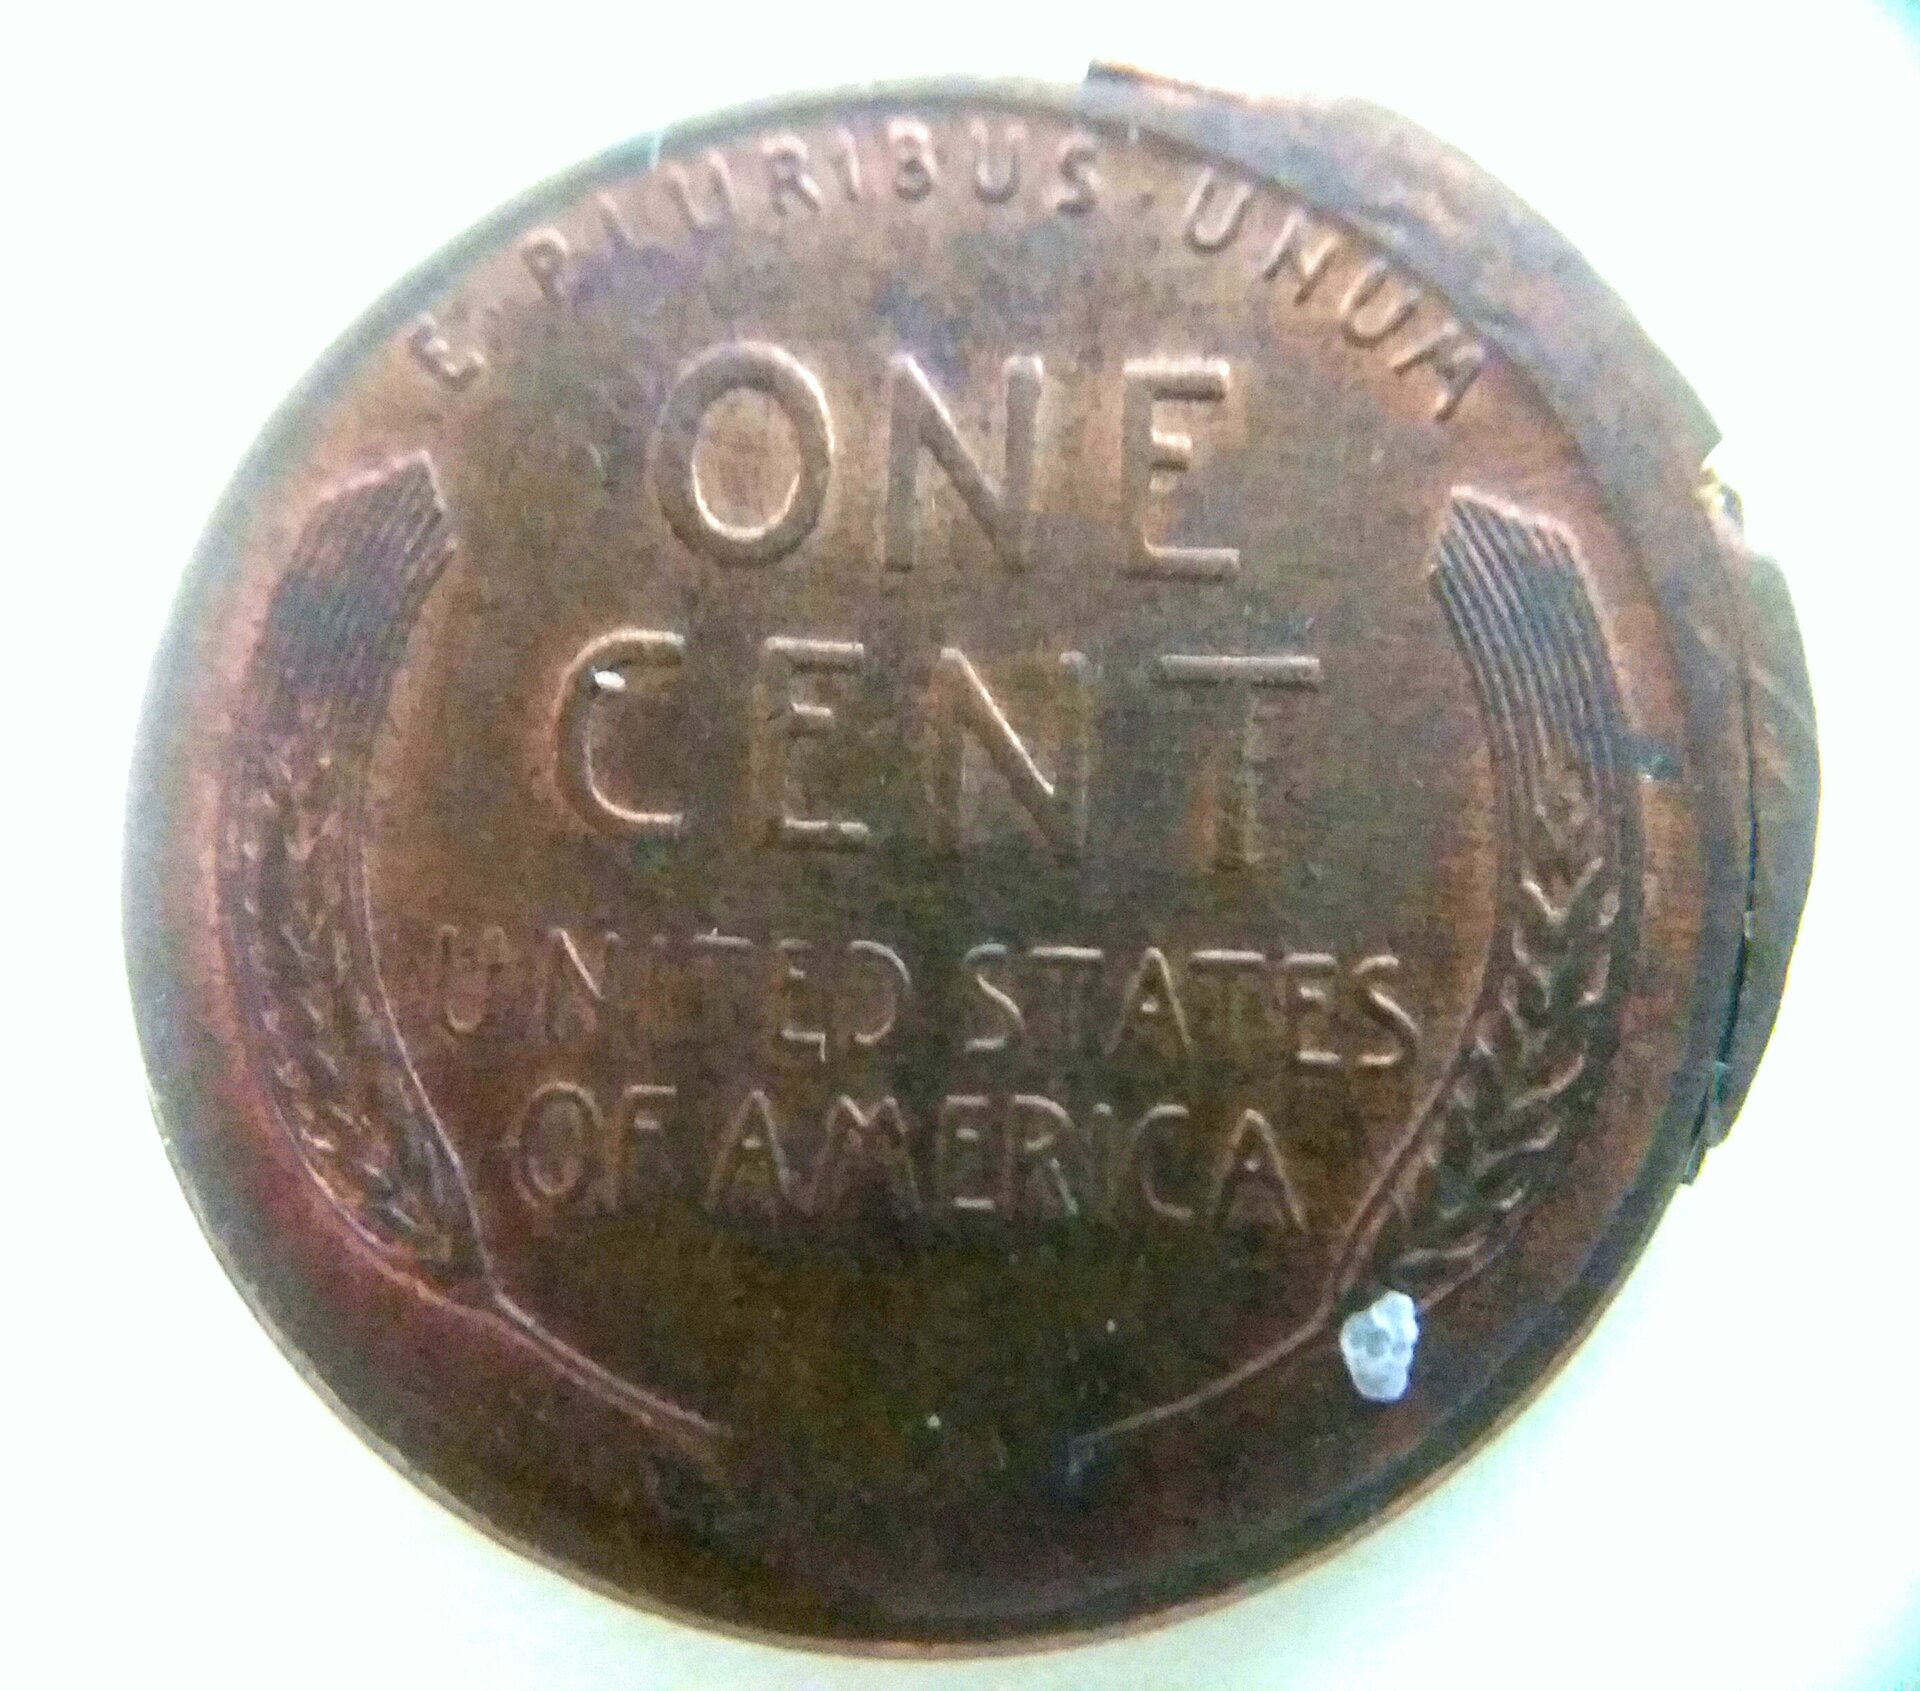 E PLURIBUS · UNUM
ONE
CENT
UNITED STATES
OF AMERICA